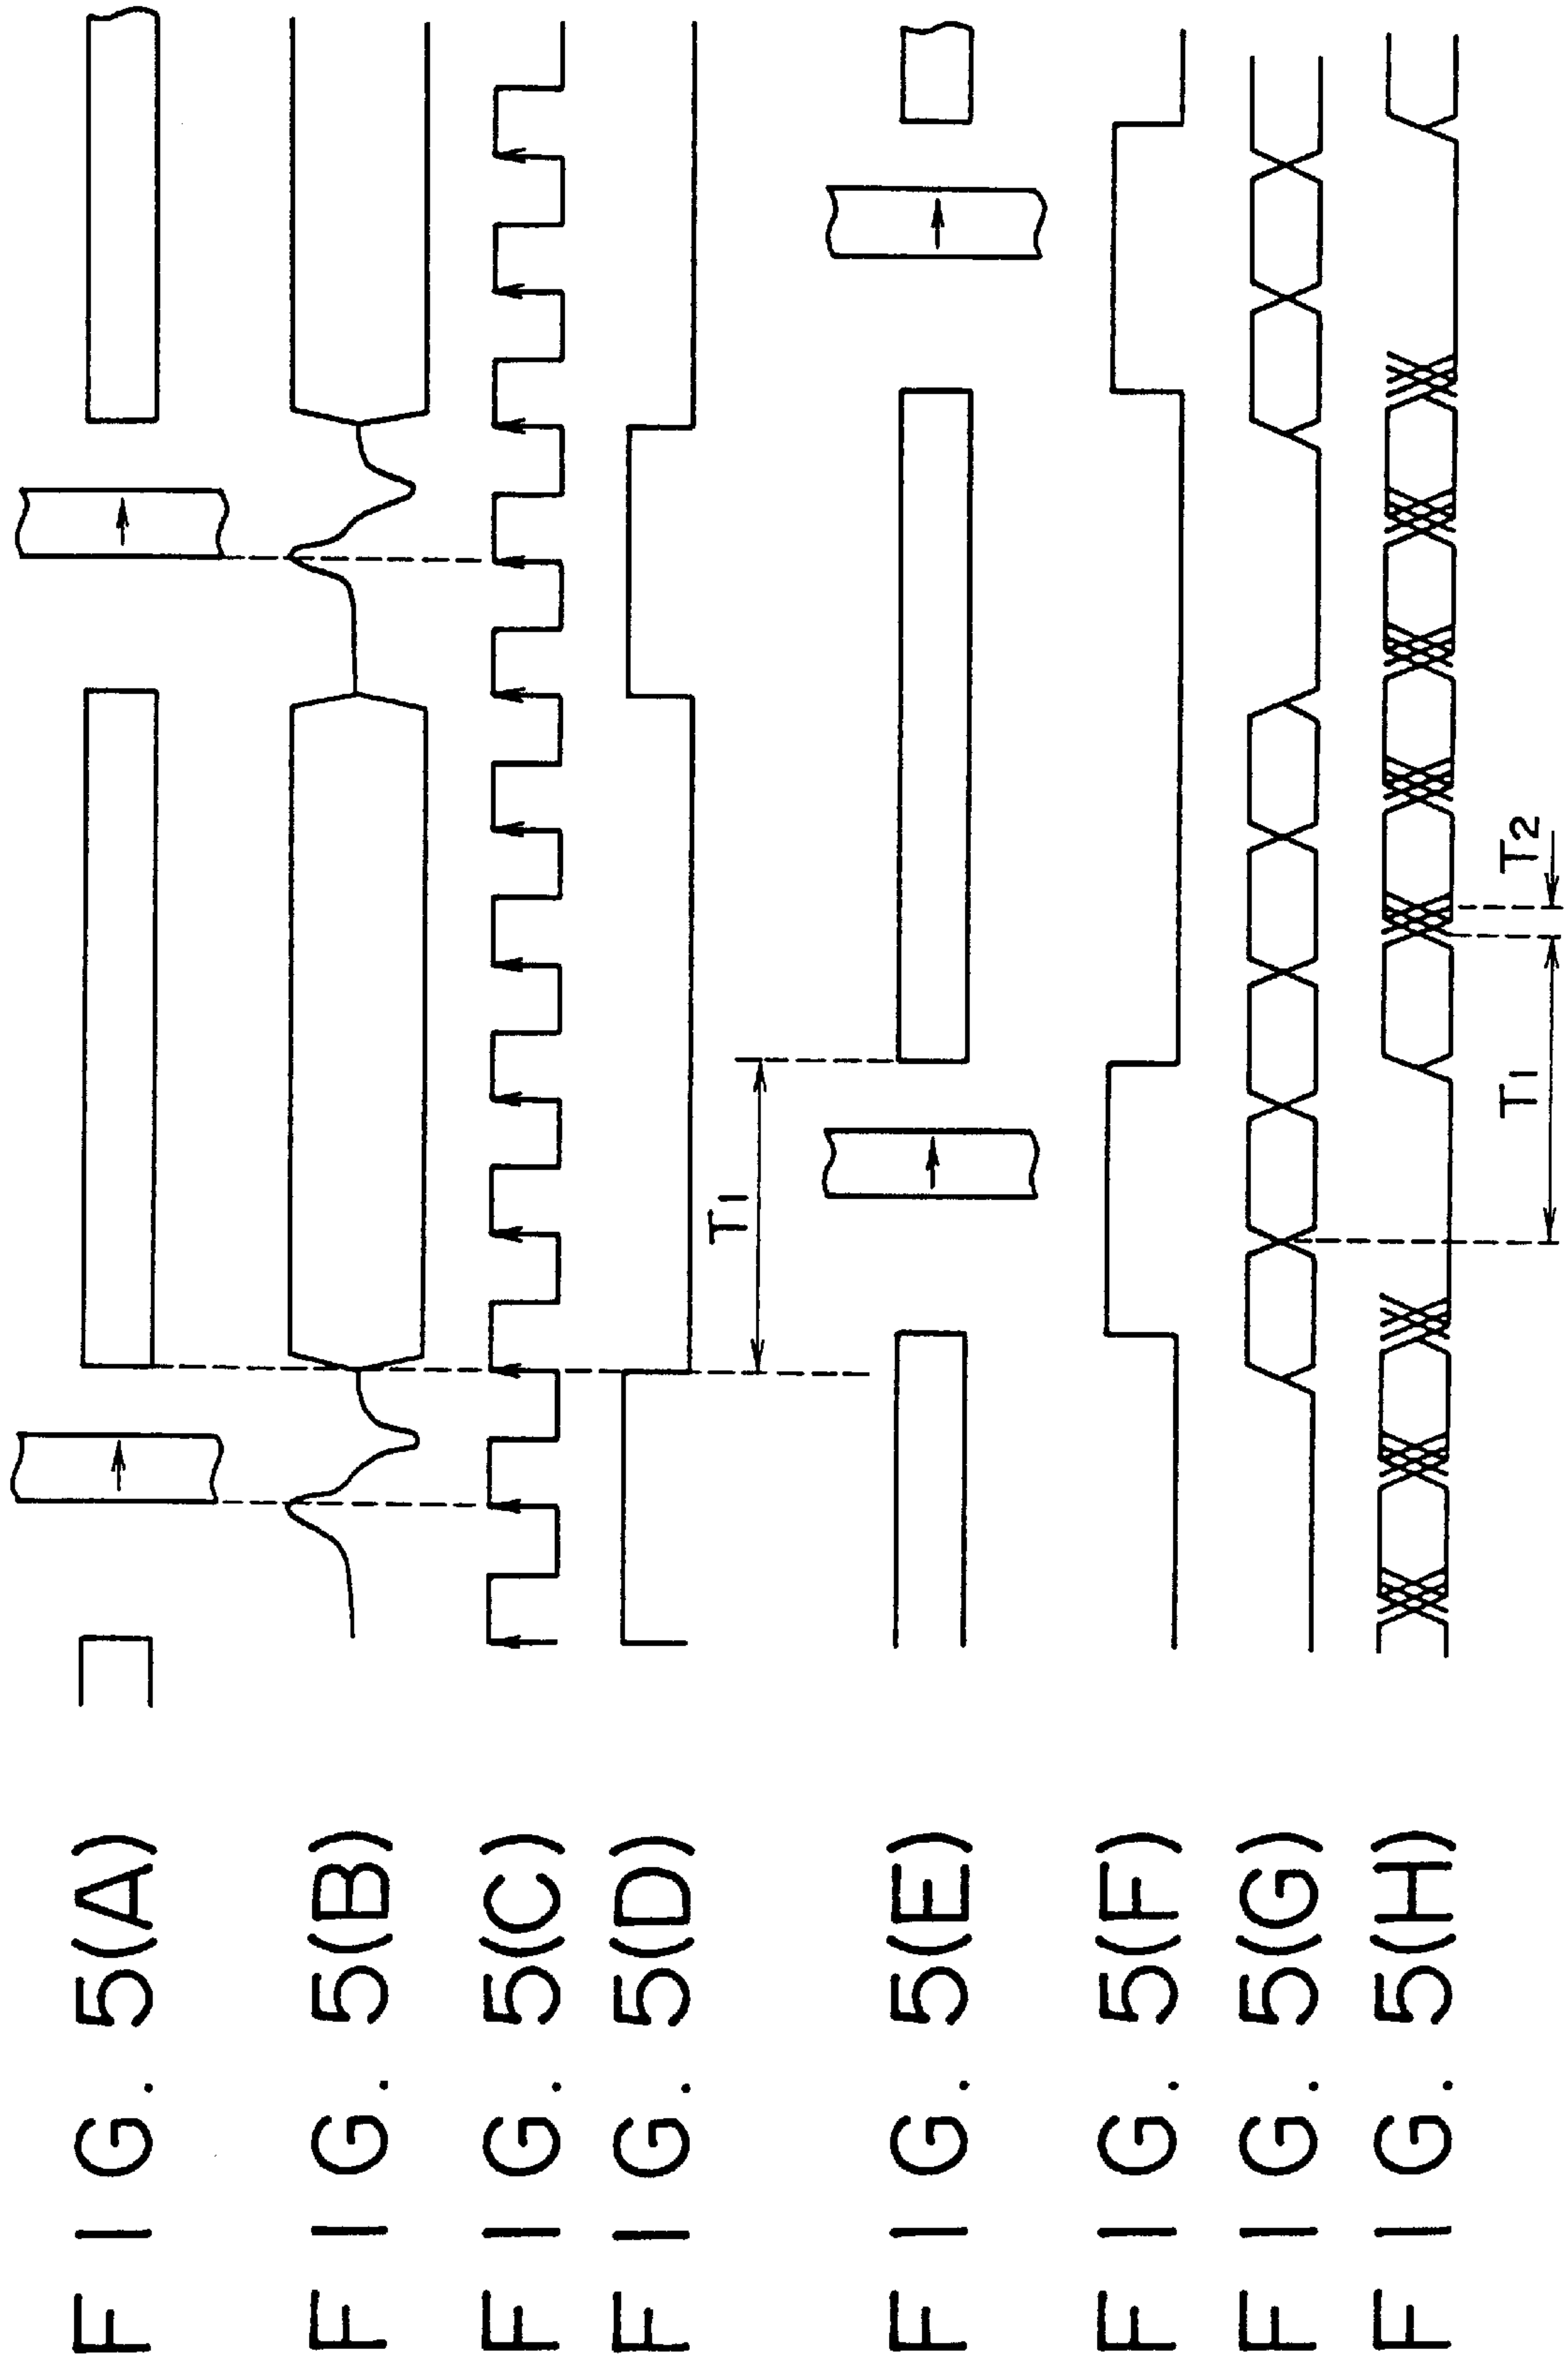 FIG. 5(A)
FIG. 5(B)
FIG. 5(C)
FIG. 5(D)
T1
FIG. 5(E)
FIG. 5(F)
FIG. 5(G)
FIG. 5(H)
T1
T2